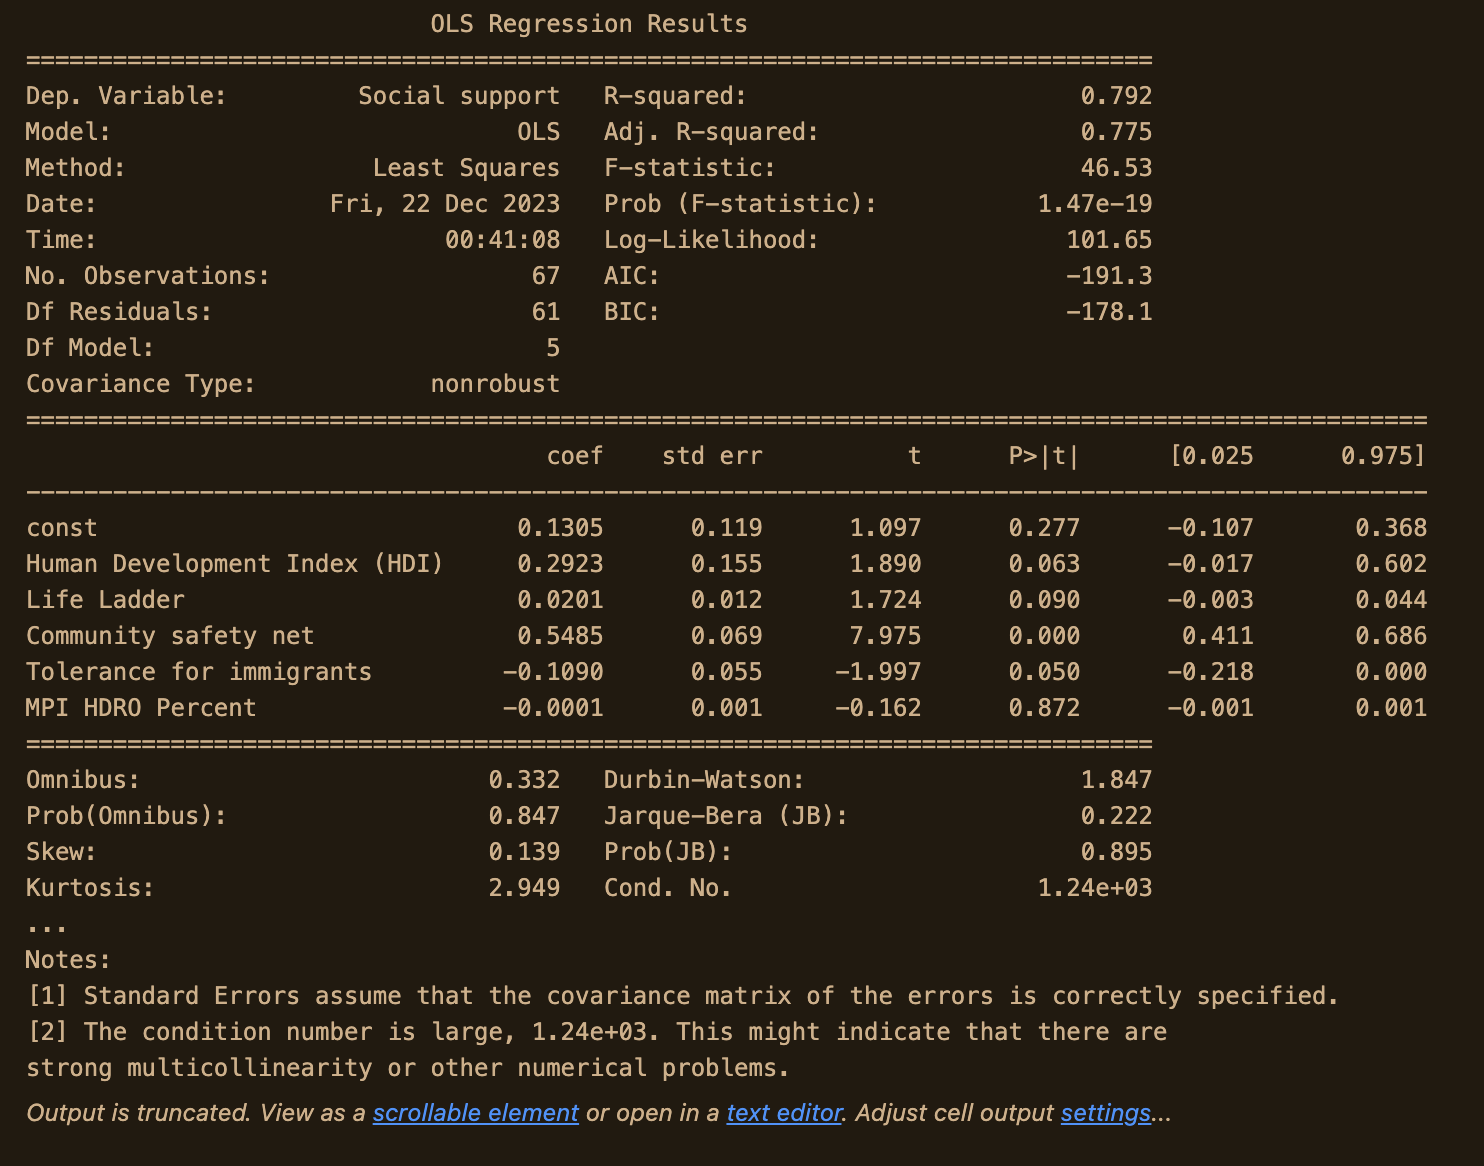 OLS Regression Results
==============================================================================
Dep. Variable: Social support R-squared: 0.792
Model: OLS Adj. R-squared: 0.775
Method: Least Squares F-statistic: 46.53
Date: Fri, 22 Dec 2023 Prob (F-statistic): 1.47e-19
Time: 00:41:08 Log-Likelihood: 101.65
No. Observations: 67 AIC: -191.3
Df Residuals: 61 BIC: -178.1
Df Model: 5
Covariance Type: nonrobust
=================================================================================================
coef std err t P>|t| [0.025 0.975]
-------------------------------------------------------------------------------------------------
const 0.1305 0.119 1.097 0.277 -0.107 0.368
Human Development Index (HDI) 0.2923 0.155 1.890 0.063 -0.017 0.602
Life Ladder 0.0201 0.012 1.724 0.090 -0.003 0.044
Community safety net 0.5485 0.069 7.975 0.000 0.411 0.686
Tolerance for immigrants -0.1090 0.055 -1.997 0.050 -0.218 0.000
MPI HDRO Percent -0.0001 0.001 -0.162 0.872 -0.001 0.001
==============================================================================
Omnibus: 0.332 Durbin-Watson: 1.847
Prob(Omnibus): 0.847 Jarque-Bera (JB): 0.222
Skew: 0.139 Prob(JB): 0.895
Kurtosis: 2.949 Cond. No. 1.24e+03
...
Notes:
[1] Standard Errors assume that the covariance matrix of the errors is correctly specified.
[2] The condition number is large, 1.24e+03. This might indicate that there are
strong multicollinearity or other numerical problems.
Output is truncated. View as a scrollable element or open in a text editor. Adjust cell output settings...